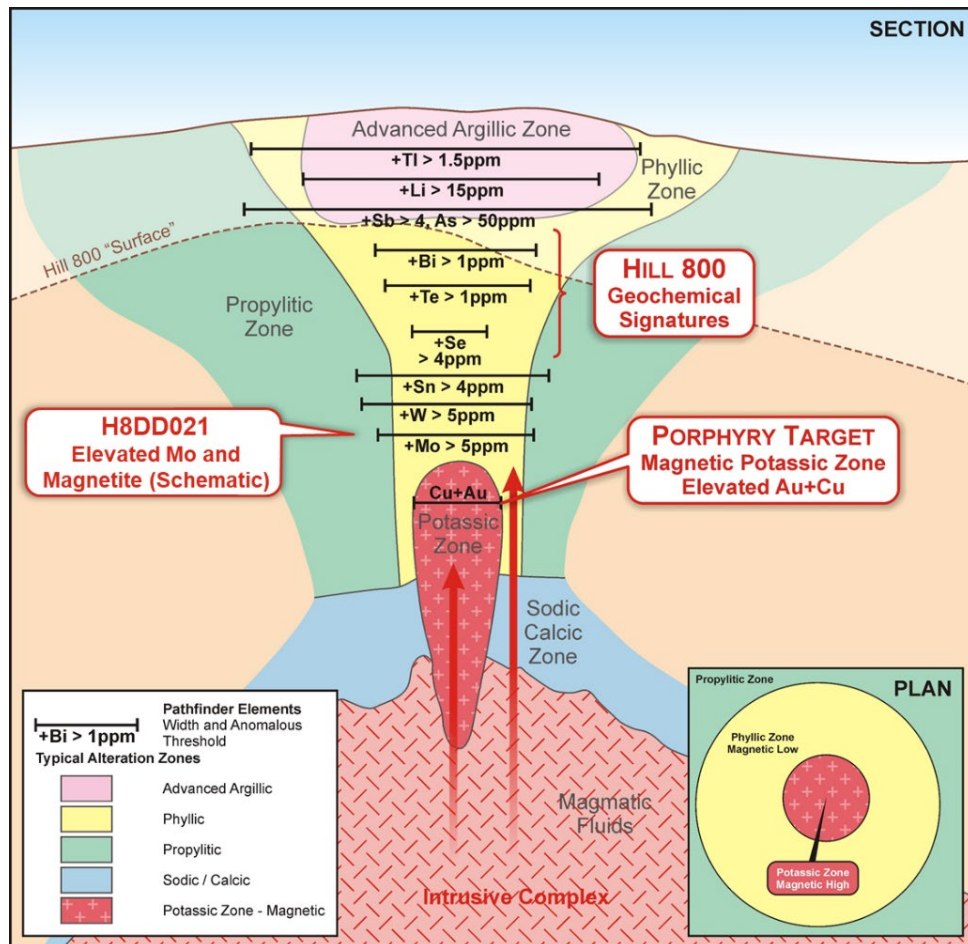 SECTION
Advanced Argillic Zone
+Tl > 1.5ppm
Phyllic
Zone
+Li > 15ppm
+Sb > 4, As > 50ppm
Hill 800 "Surface"
+Bi > 1ppm
HILL 800
Geochemical
Signatures
+Te > 1ppm
Propylitic
Zone
+Se
> 4ppm
+Sn > 4ppm
+W > 5ppm
+Mo > 5ppm
H8DD021
Elevated Mo and
Magnetite (Schematic)
PORPHYRY TARGET
Magnetic Potassic Zone
Elevated Au+Cu
Cu+Au
Potassic
Zone
Sodic
Calcic
Zone
Magmatic
Fluids
Intrusive Complex
+Bi > 1ppm
Pathfinder Elements
Width and Anomalous
Threshold
Typical Alteration Zones
Advanced Argillic
Phyllic
Propylitic
Sodic / Calcic
Potassic Zone - Magnetic
Propylitic Zone
PLAN
Phyllic Zone
Magnetic Low
Potassic Zone
Magnetic High